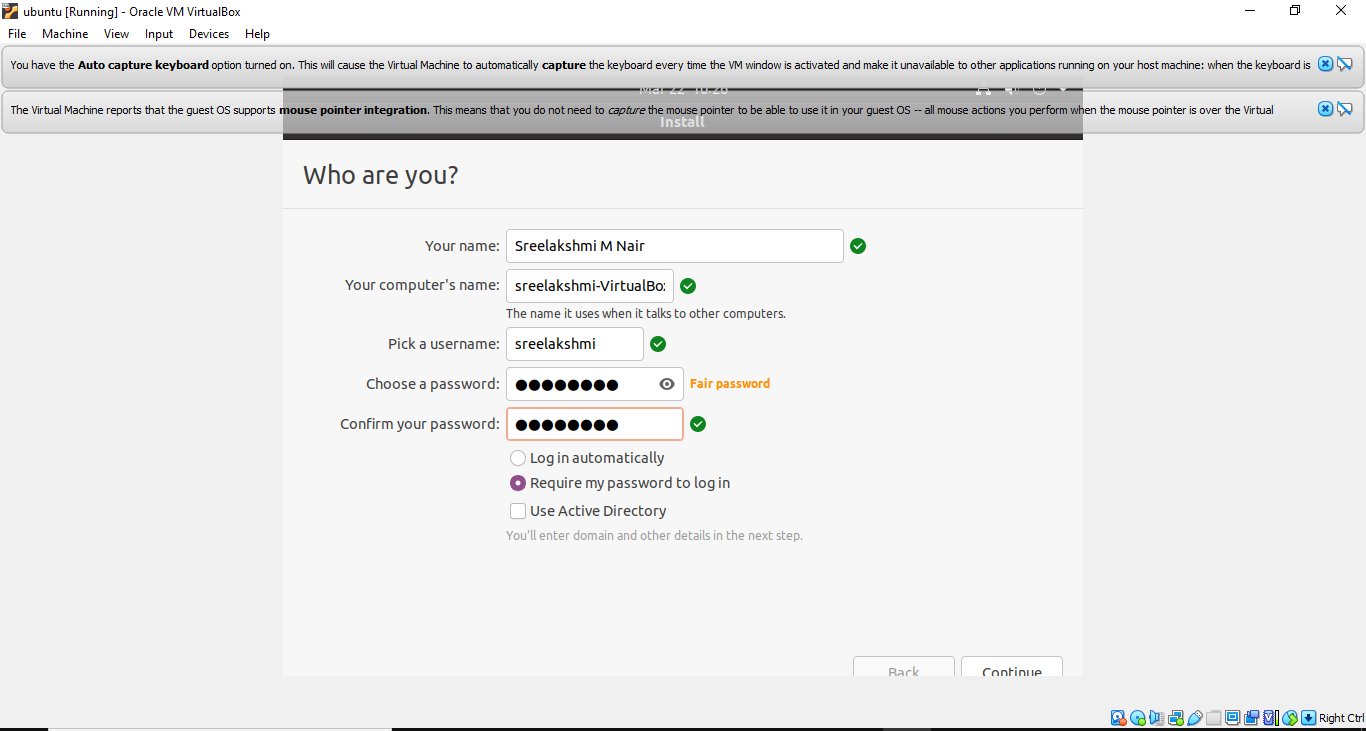 ubuntu [Running] - Oracle VM VirtualBox
File Machine View Input Devices Help
You have the Auto capture keyboard option turned on. This will cause the Virtual Machine to automatically capture the keyboard every time the VM window is activated and make it unavailable to other applications running on your host machine: when the keyboard is
Mar 22 10:26
The Virtual Machine reports that the guest OS supports mouse pointer integration. This means that you do not need to capture the mouse pointer to be able to use it in your guest OS -- all mouse actions you perform when the mouse pointer is over the Virtual
Install
Who are you?
Your name: Sreelakshmi M Nair
Your computer's name: sreelakshmi-VirtualBo
The name it uses when it talks to other computers.
Pick a username: sreelakshmi
Choose a password: ●●●●●●●● Fair password
Confirm your password: ●●●●●●●●
Log in automatically
Require my password to log in
Use Active Directory
You'll enter domain and other details in the next step.
Back Continue
Right Ctrl